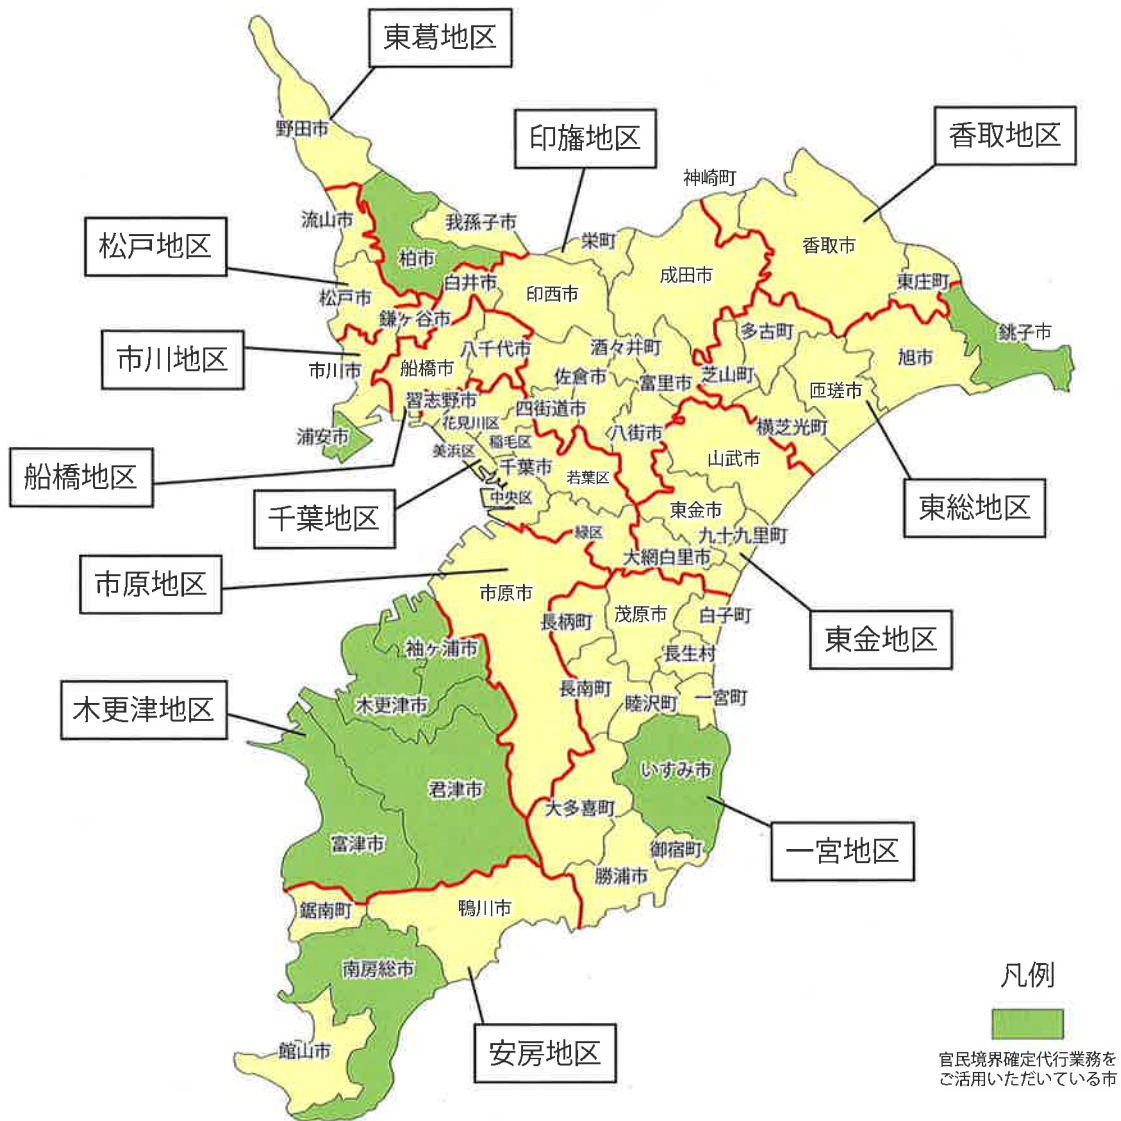 東葛地区
野田市
印旛地区
香取地区
神崎町
流山市
我孫子市
松戸地区
柏市
栄町
香取市
成田市
白井市
東庄町
印西市
松戸市
鎌ケ谷市
多古町
銚子市
市川地区
八千代市
酒々井町
旭市
市川市
船橋市
佐倉市
富里市
芝山町
匝瑳市
習志野市
四街道市
花見川区
浦安市
稲毛区
八街市
横芝光町
美浜区
千葉市
若葉区
山武市
船橋地区
千葉地区
中央区
東金市
東総地区
緑区
九十九里町
大網白里市
市原地区
市原市
長柄町
茂原市
白子町
東金地区
袖ケ浦市
長生村
長南町
木更津地区
木更津市
睦沢町
一宮町
いすみ市
君津市
大多喜町
富津市
御宿町
一宮地区
勝浦市
鋸南町
鴨川市
南房総市
館山市
安房地区
凡例
官民境界確定代行業務を
ご活用いただいている市